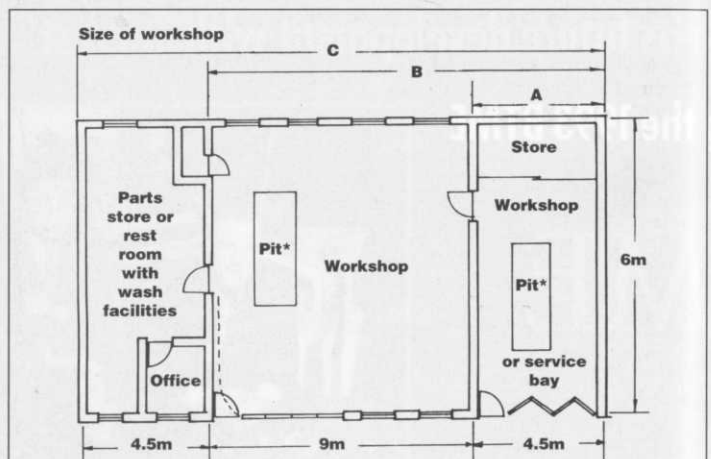 Size of workshop
C
B
A
Store
Parts
store or
rest
room
with
wash
facilities
Pit*
Workshop
Workshop
Pit*
6m
or service
bay
Office
4.5m
9m
4.5m